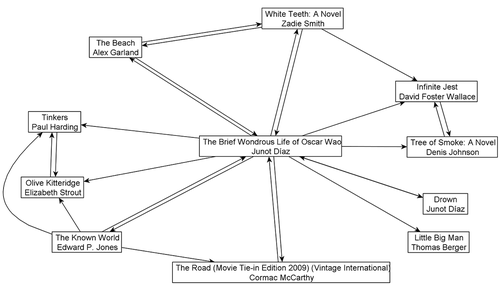 White Teeth: A Novel
Zadie Smith
The Beach
Alex Garland
Infinite Jest
David Foster Wallace
Tinkers
Paul Harding
The Brief Wondrous Life of Oscar Wao
Junot Díaz
Tree of Smoke: A Novel
Denis Johnson
Olive Kitteridge
Elizabeth Strout
Drown
Junot Díaz
The Known World
Edward P. Jones
Little Big Man
Thomas Berger
The Road (Movie Tie-in Edition 2009) (Vintage International)
Cormac McCarthy